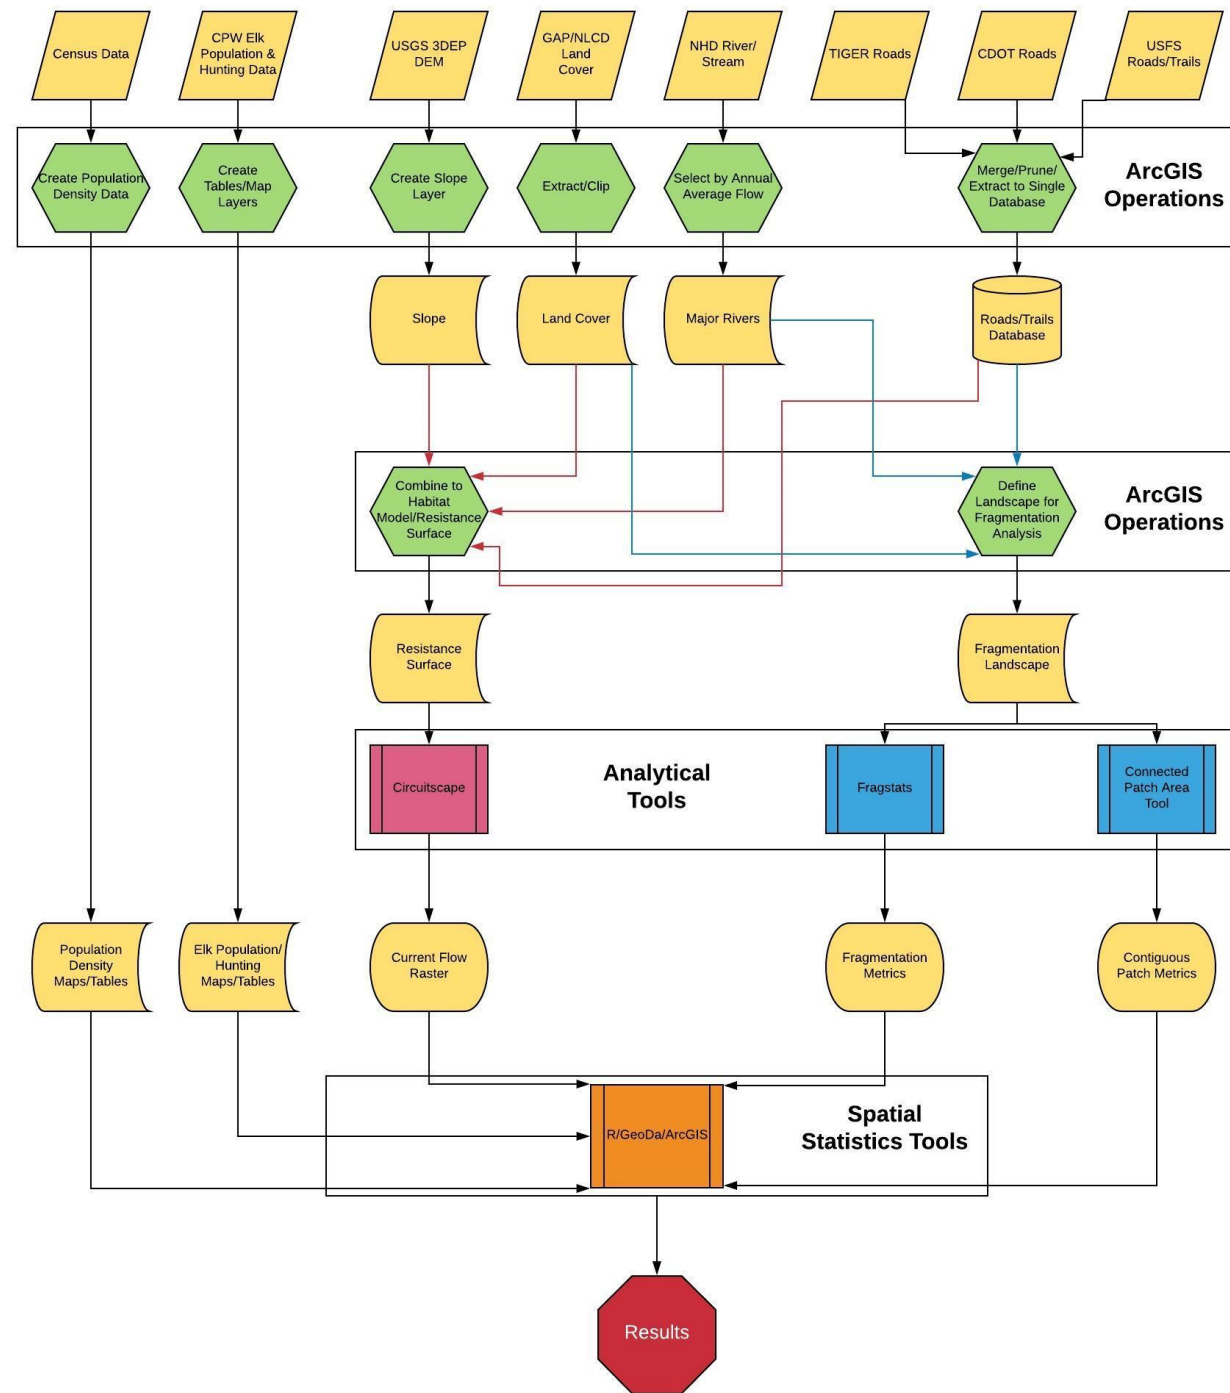 Census Data
CPW Elk
Population &
Hunting Data
USGS 3DEP
DEM
GAP/NLCD
Land
Cover
NHD River/
Stream
TIGER Roads
CDOT Roads
USFS
Roads/Trails
Create Population
Density Data
Create
Tables/Map
Layers
Create Slope
Layer
Extract/Clip
Select by Annual
Average Flow
Merge/Prune/
Extract to Single
Database
ArcGIS
Operations
Slope
Land Cover
Major Rivers
Roads/Trails
Database
Combine to
Habitat
Model/Resistance
Surface
Define
Landscape for
Fragmentation
Analysis
ArcGIS
Operations
Resistance
Surface
Fragmentation
Landscape
Circuitscape
Analytical
Tools
Fragstats
Connected
Patch Area
Tool
Population
Density
Maps/Tables
Elk Population/
Hunting
Maps/Tables
Current Flow
Raster
Fragmentation
Metrics
Contiguous
Patch Metrics
R/GeoDa/ArcGIS
Spatial
Statistics Tools
Results